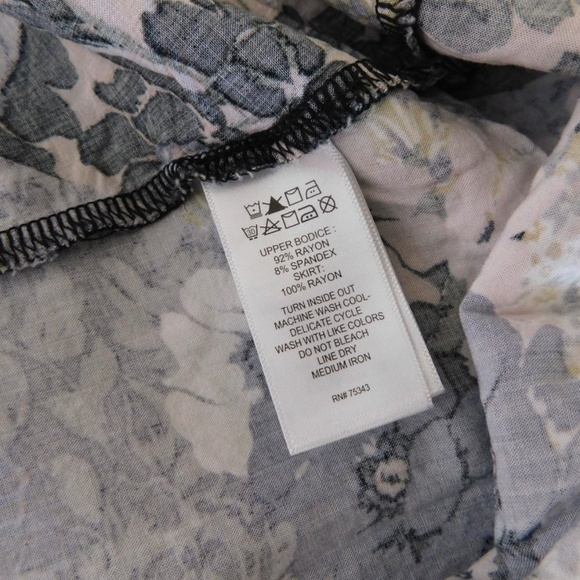 UPPER BODICE :
92% RAYON
8% SPANDEX
SKIRT:
100% RAYON
TURN INSIDE OUT
MACHINE WASH COOL-
DELICATE CYCLE
WASH WITH LIKE COLORS
DO NOT BLEACH
LINE DRY
MEDIUM IRON
RN# 75343